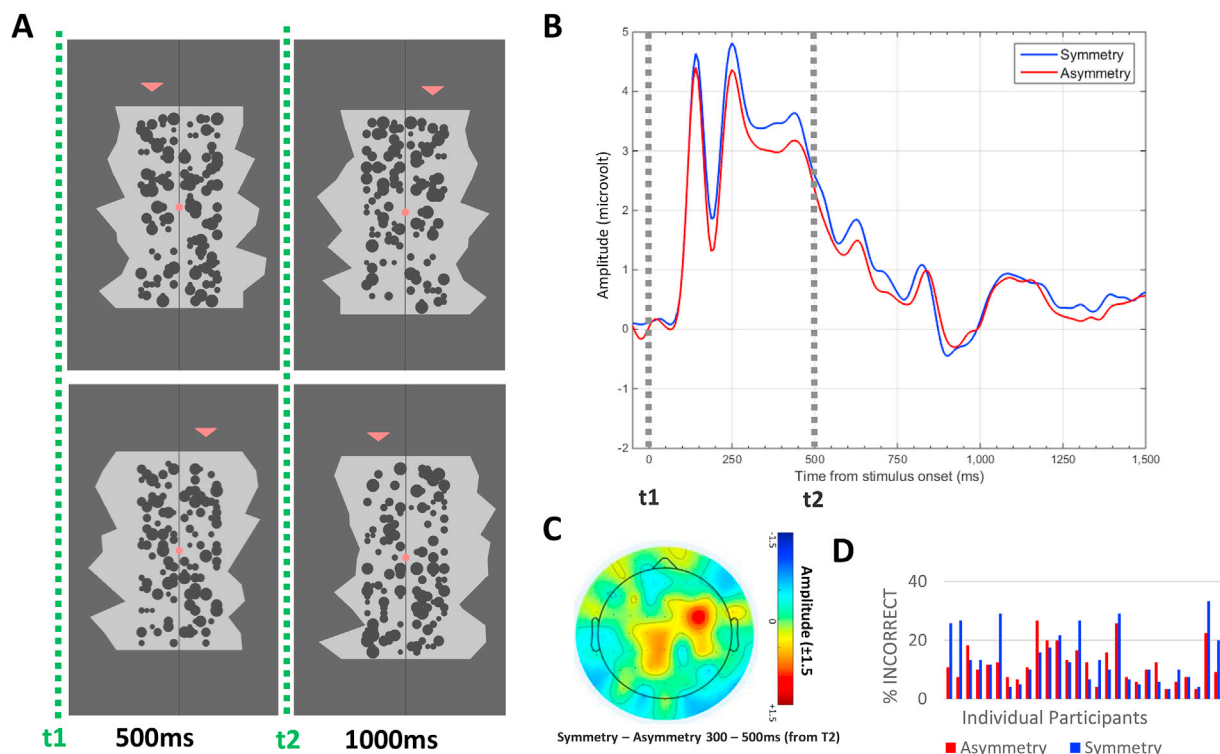 A
t1
500ms
t2
1000ms
B
5
4
3
2
1
0
-1
-2
Amplitude (microvolt)
Symmetry
Asymmetry
0
250
500
750
1,000
1,250
1,500
Time from stimulus onset (ms)
t1
t2
C
-1.5
0
+1.5
Amplitude (±1.5
Symmetry – Asymmetry 300 – 500ms (from T2)
D
% INCORRECT
40
20
0
Individual Participants
Asymmetry
Symmetry